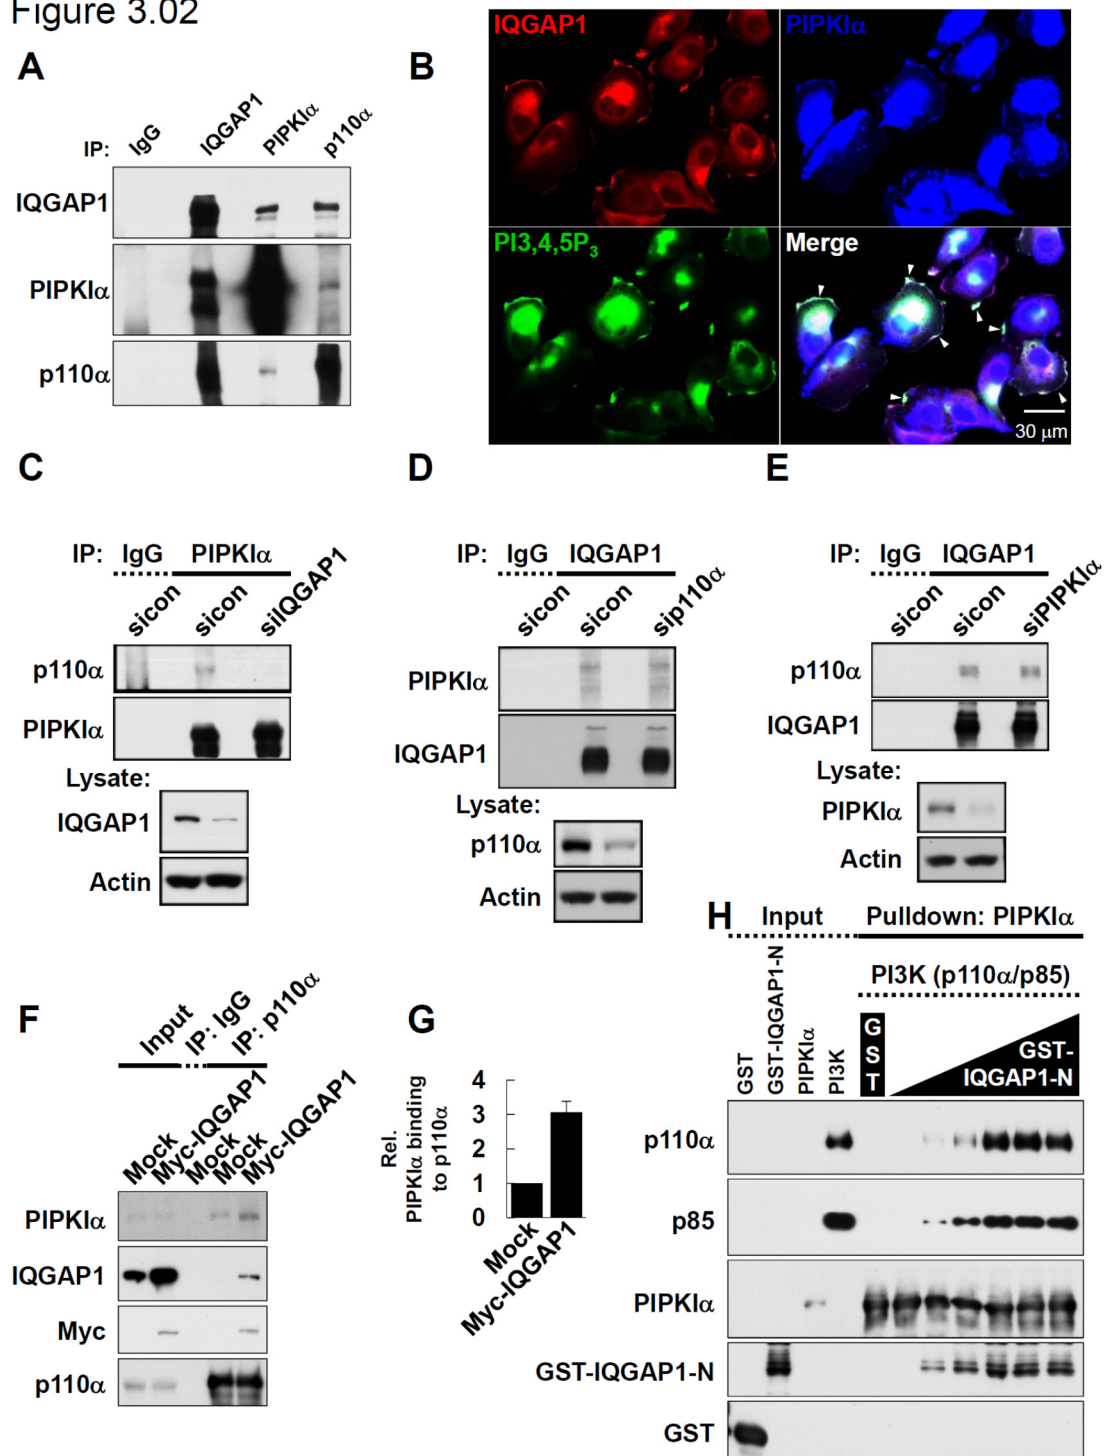 Figure 3.02
A
IP: IgG IQGAP1 PIPKIα p110α
IQGAP1
PIPKIα
p110α
B
IQGAP1 PIPKIα
PI3,4,5P₃ Merge
30 μm
C
IP: IgG PIPKIα
sicon sicon siIQGAP1
p110α
PIPKIα
Lysate:
IQGAP1
Actin
D
IP: IgG IQGAP1
sicon sicon sip110α
PIPKIα
IQGAP1
Lysate:
p110α
Actin
E
IP: IgG IQGAP1
sicon sicon siPIPKIα
p110α
IQGAP1
Lysate:
PIPKIα
Actin
F
Input IP: IgG IP: p110α
Mock Myc-IQGAP1 Mock Mock Myc-IQGAP1
PIPKIα
IQGAP1
Myc
p110α
G
Rel.
PIPKIα binding
to p110α
4
3
2
1
0
Mock Myc-IQGAP1
H
Input Pulldown: PIPKIα
PI3K (p110α/p85)
GST GST-IQGAP1-N PIPKIα PI3K
GST
GST-
IQGAP1-N
p110α
p85
PIPKIα
GST-IQGAP1-N
GST